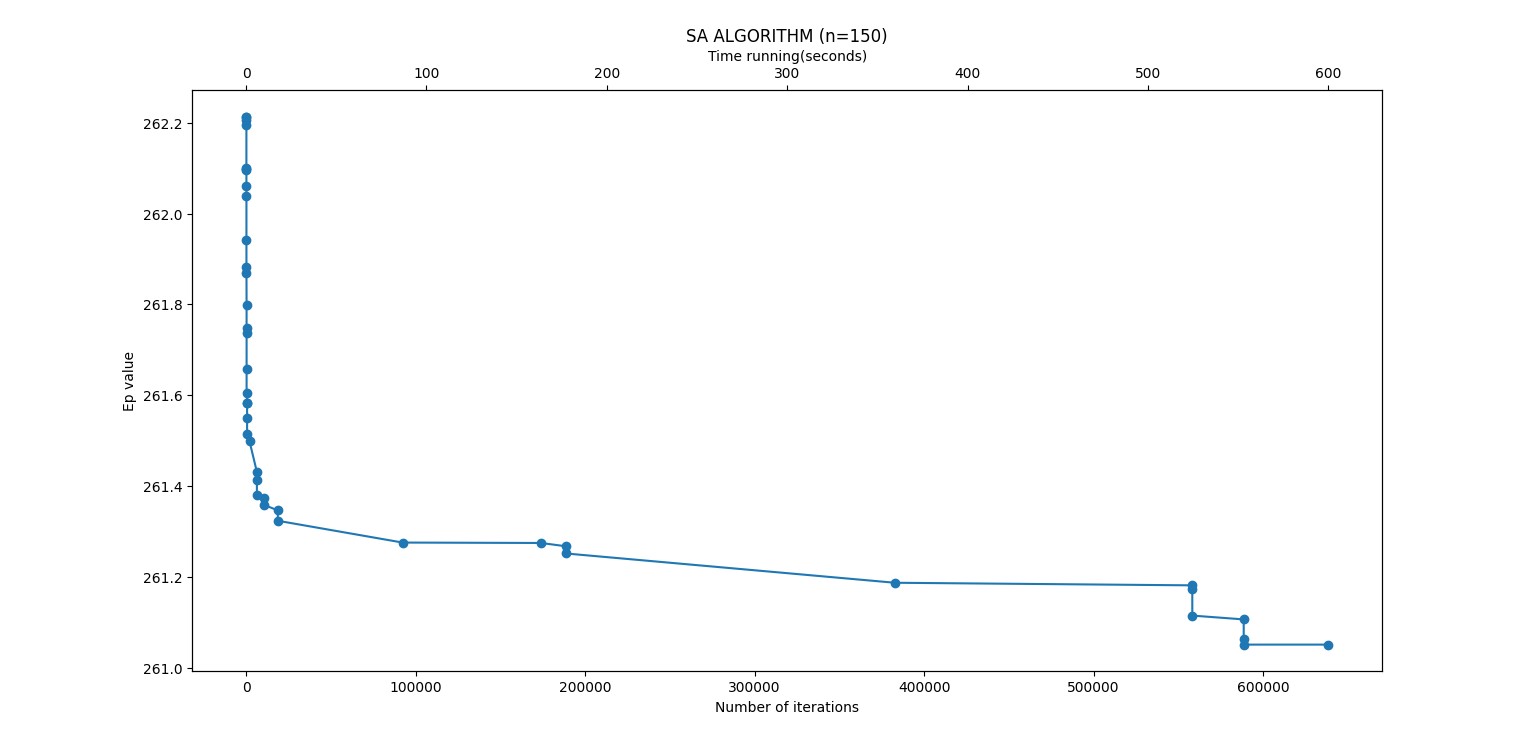 SA ALGORITHM (n=150)
Time running(seconds)
0 100 200 300 400 500 600
262.2
262.0
261.8
261.6
261.4
261.2
261.0
Ep value
0 100000 200000 300000 400000 500000 600000
Number of iterations